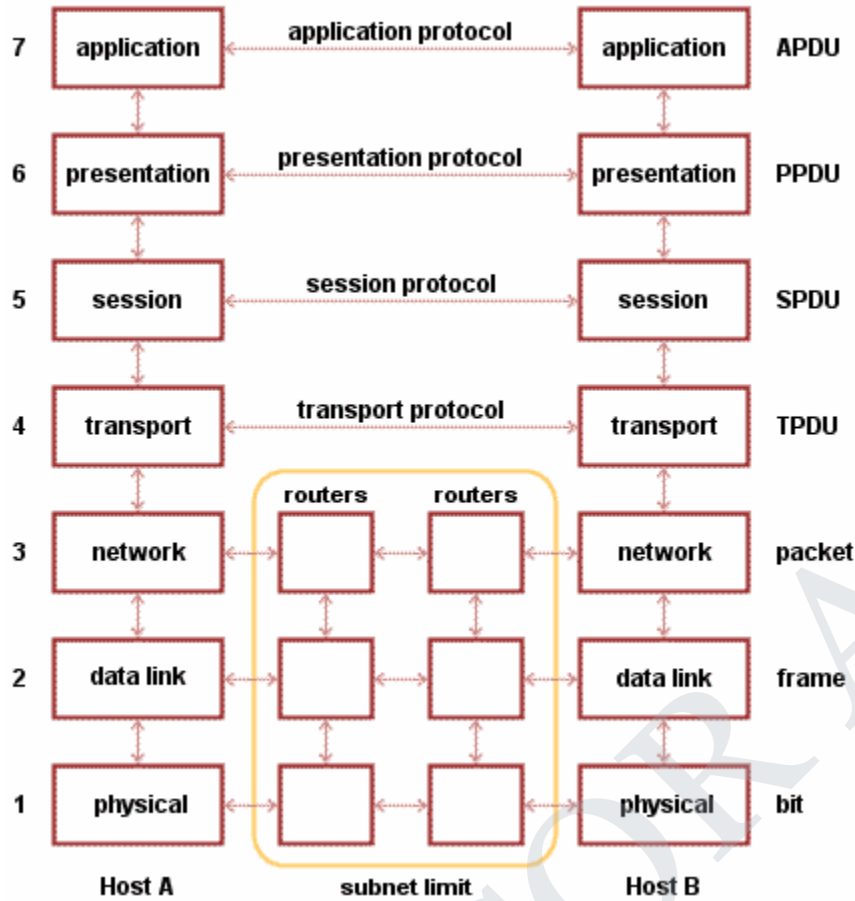 application protocol
7 application application APDU
presentation protocol
6 presentation presentation PPDU
session protocol
5 session session SPDU
transport protocol
4 transport transport TPDU
routers routers
3 network network packet
2 data link data link frame
1 physical physical bit
Host A subnet limit Host B